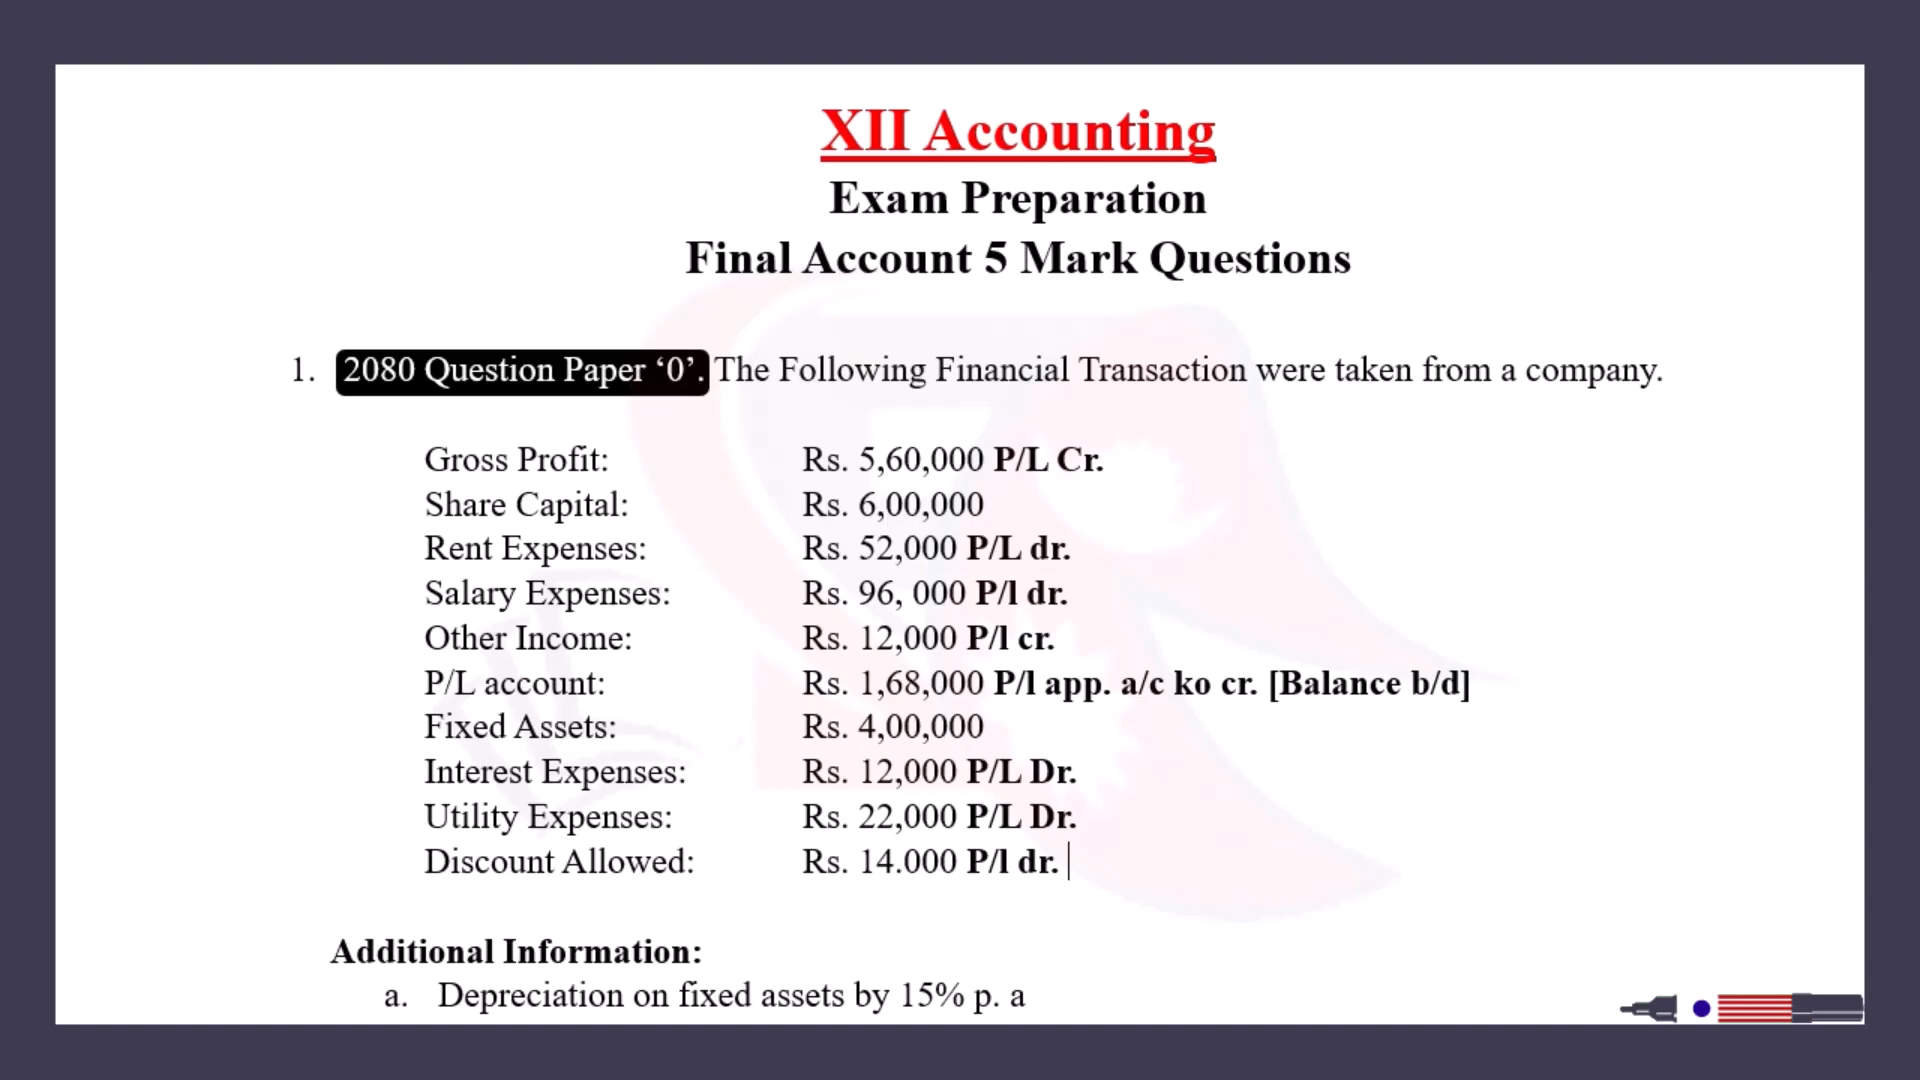 XII Accounting
Exam Preparation
Final Account 5 Mark Questions
1. 2080 Question Paper ‘0’. The Following Financial Transaction were taken from a company.
Gross Profit: Rs. 5,60,000 P/L Cr.
Share Capital: Rs. 6,00,000
Rent Expenses: Rs. 52,000 P/L dr.
Salary Expenses: Rs. 96, 000 P/l dr.
Other Income: Rs. 12,000 P/l cr.
P/L account: Rs. 1,68,000 P/l app. a/c ko cr. [Balance b/d]
Fixed Assets: Rs. 4,00,000
Interest Expenses: Rs. 12,000 P/L Dr.
Utility Expenses: Rs. 22,000 P/L Dr.
Discount Allowed: Rs. 14.000 P/l dr.
Additional Information:
a. Depreciation on fixed assets by 15% p. a